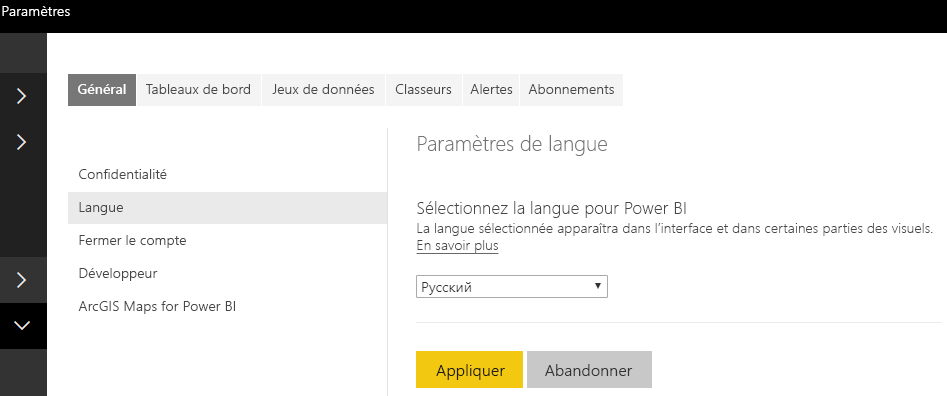 Paramètres
Général Tableaux de bord Jeux de données Classeurs Alertes Abonnements
Confidentialité
Langue
Fermer le compte
Développeur
ArcGIS Maps for Power BI
Paramètres de langue
Sélectionnez la langue pour Power BI
La langue sélectionnée apparaîtra dans l'interface et dans certaines parties des visuels.
En savoir plus
Русский
Appliquer Abandonner